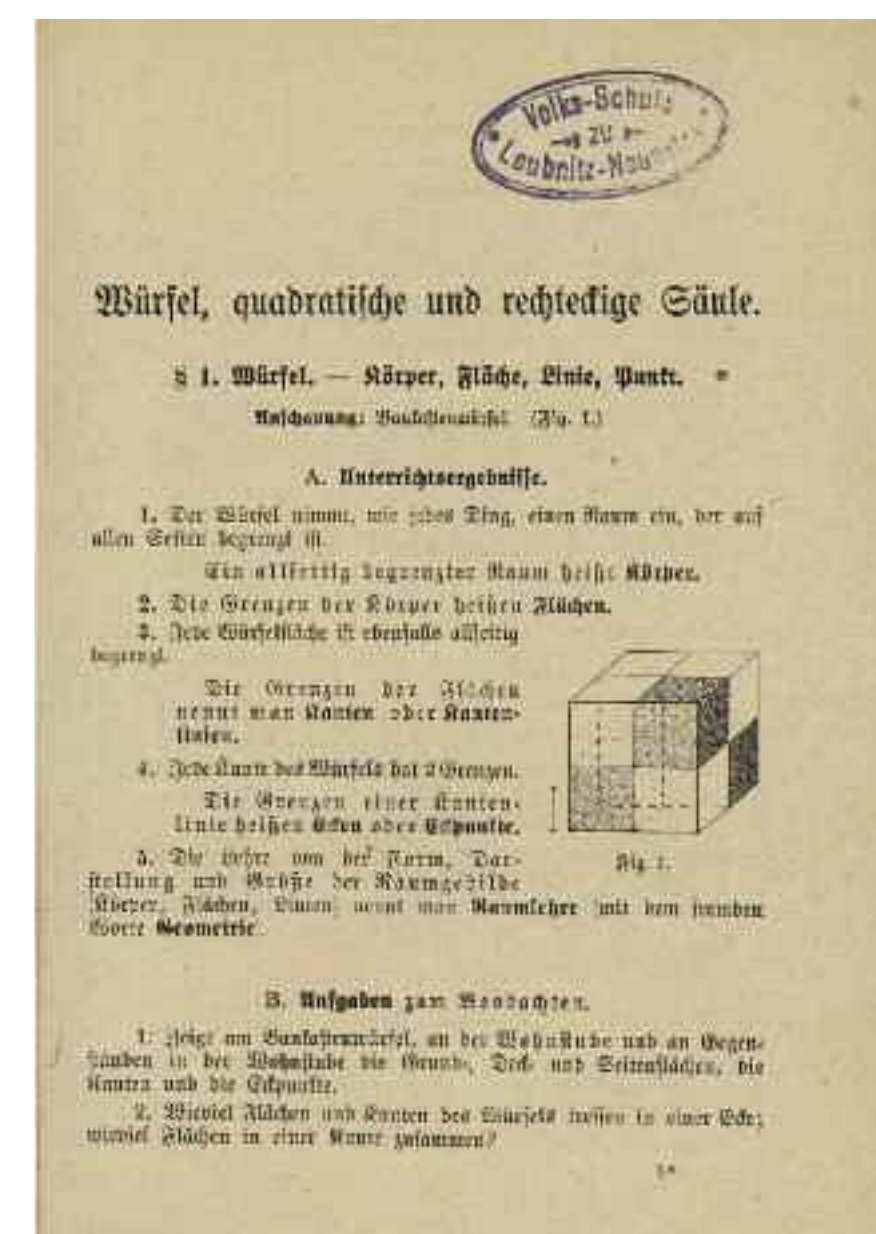 Volks-Schule
zu
Leubnitz-Neu
Würfel, quadratische und rechteckige Säule.
§ 1. Würfel. — Körper, Fläche, Linie, Punkt.
Anschauung: Baukastenwürfel (Fig. 1.)
A. Unterrichtsergebnisse.
1. Der Würfel nimmt, wie jedes Ding, einen Raum ein, der auf
allen Seiten begrenzt ist.
Ein allseitig begrenzter Raum heißt Körper.
2. Die Grenzen der Körper heißen Flächen.
3. Jede Würfelfläche ist ebenfalls allseitig
begrenzt.
Die Grenzen der Flächen
nennt man Kanten oder Kanten-
linien.
4. Jede Kante des Würfels hat 2 Grenzen.
Die Grenzen einer Kanten-
linie heißen Ecken oder Eckpunkte.
5. Die Lehre von der Form, Dar-
stellung und Größe der Raumgebilde
(Körper, Flächen, Linien) nennt man Raumlehre (mit dem fremden
Worte Geometrie
Fig. 1.
B. Aufgaben zum Beobachten.
1. Zeigt am Baukastenwürfel, an der Wohnstube und an Gegen-
ständen in der Wohnstube die Grund-, Deck- und Seitenflächen, die
Kanten und die Eckpunkte.
2. Wieviel Flächen und Kanten des Würfels treffen in einer Ecke;
wieviel Flächen in einer Kante zusammen?
1*